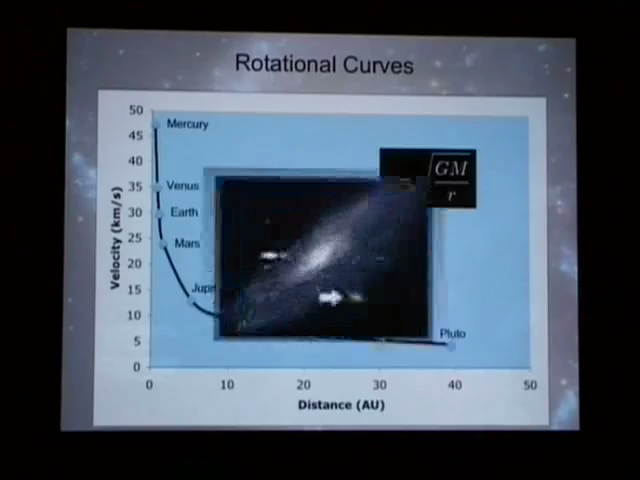 Rotational Curves
50
45
40
35
30
25
20
15
10
5
0
Velocity (km/s)
Mercury
Venus
Earth
Mars
Pluto
GM
r
0 10 20 30 40 50
Distance (AU)